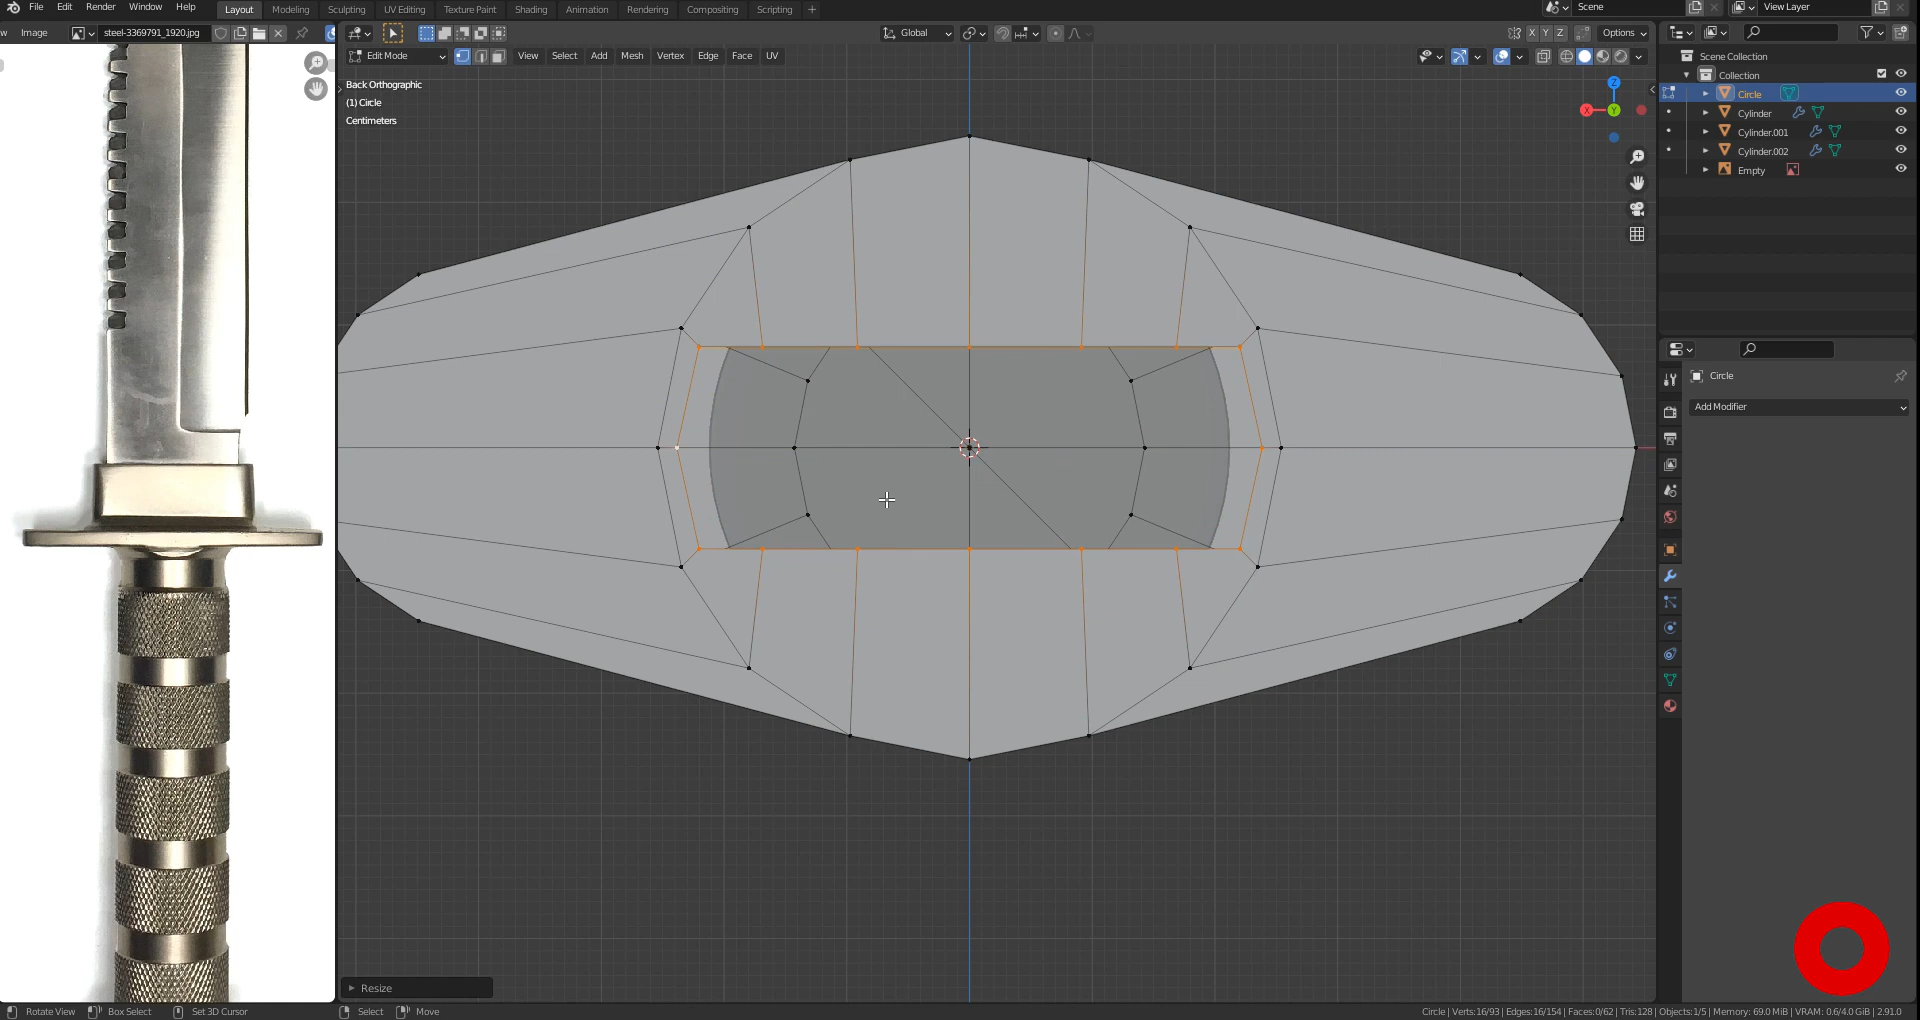 File Edit Render Window Help
Layout Modeling Sculpting UV Editing Texture Paint Shading Animation Rendering Compositing Scripting +
Scene
View Layer
w Image
steel-3369791_1920.jpg
Global
X Y Z
Options
Edit Mode
View Select Add Mesh Vertex Edge Face UV
Back Orthographic
(1) Circle
Centimeters
Z
X
Y
Scene Collection
Collection
Circle
Cylinder
Cylinder.001
Cylinder.002
Empty
Circle
Add Modifier
Resize
Rotate View Box Select Set 3D Cursor Select Move
Circle | Verts:16/93 | Edges:16/154 | Faces:0/62 | Tris:128 | Objects:1/5 | Memory: 69.0 MiB | VRAM: 0.6/4.0 GiB | 2.91.0